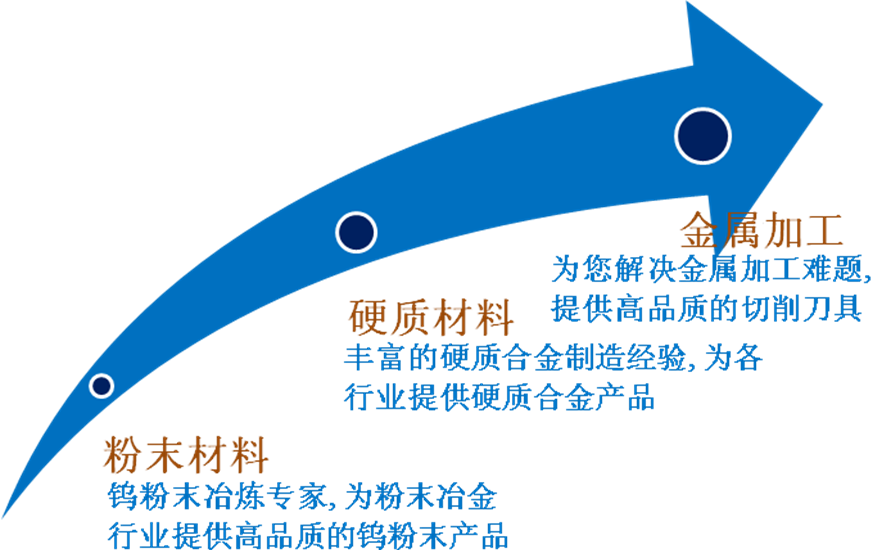 金属加工
为您解决金属加工难题,
提供高品质的切削刀具
硬质材料
丰富的硬质合金制造经验, 为各
行业提供硬质合金产品
粉末材料
钨粉末冶炼专家, 为粉末冶金
行业提供高品质的钨粉末产品